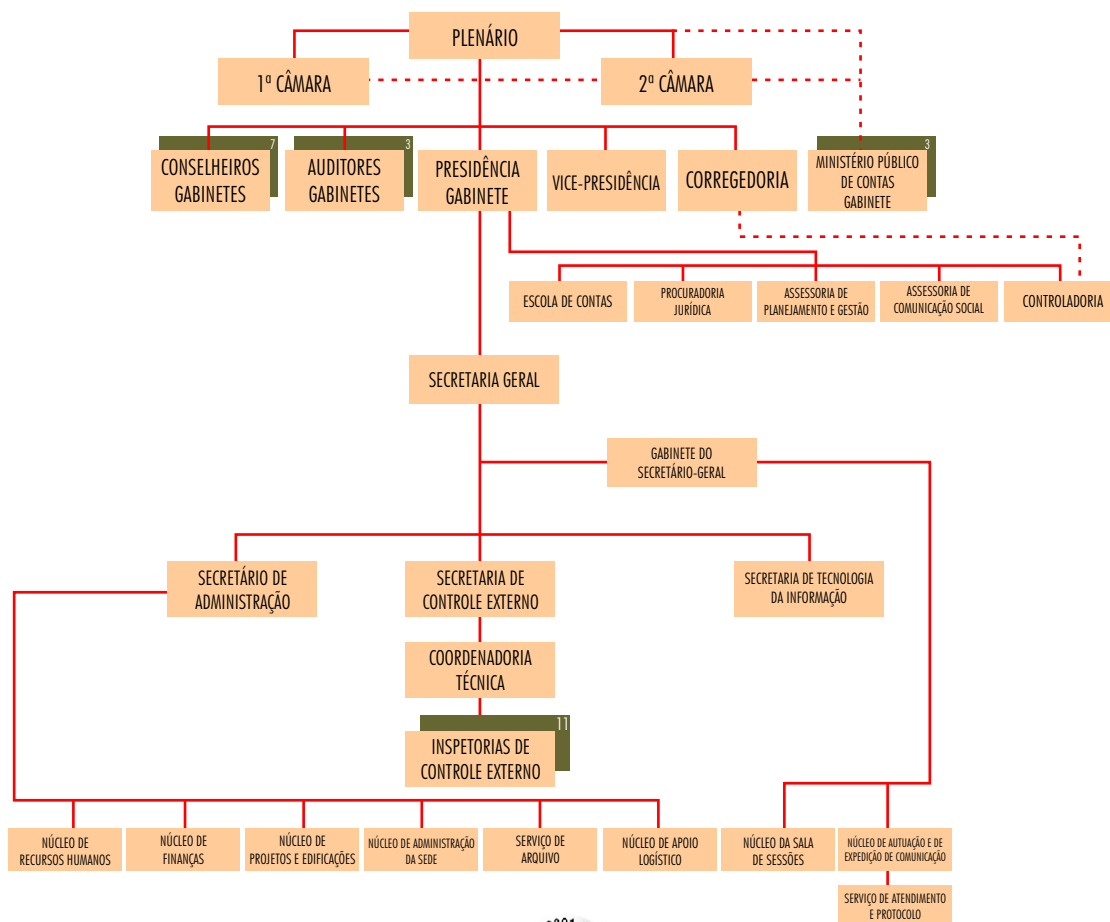 PLENÁRIO
1ª CÂMARA
2ª CÂMARA
7
CONSELHEIROS
GABINETES
3
AUDITORES
GABINETES
PRESIDÊNCIA
GABINETE
VICE-PRESIDÊNCIA
CORREGEDORIA
3
MINISTÉRIO PÚBLICO
DE CONTAS
GABINETE
ESCOLA DE CONTAS
PROCURADORIA
JURÍDICA
ASSESSORIA DE
PLANEJAMENTO E GESTÃO
ASSESSORIA DE
COMUNICAÇÃO SOCIAL
CONTROLADORIA
SECRETARIA GERAL
GABINETE DO
SECRETÁRIO-GERAL
SECRETÁRIO DE
ADMINISTRAÇÃO
SECRETARIA DE
CONTROLE EXTERNO
SECRETARIA DE TECNOLOGIA
DA INFORMAÇÃO
COORDENADORIA
TÉCNICA
11
INSPETORIAS DE
CONTROLE EXTERNO
NÚCLEO DE
RECURSOS HUMANOS
NÚCLEO DE
FINANÇAS
NÚCLEO DE
PROJETOS E EDIFICAÇÕES
NÚCLEO DE ADMINISTRAÇÃO
DA SEDE
SERVIÇO DE
ARQUIVO
NÚCLEO DE APOIO
LOGÍSTICO
NÚCLEO DA SALA
DE SESSÕES
NÚCLEO DE AUTUAÇÃO E DE
EXPEDIÇÃO DE COMUNICAÇÃO
SERVIÇO DE ATENDIMENTO
E PROTOCOLO